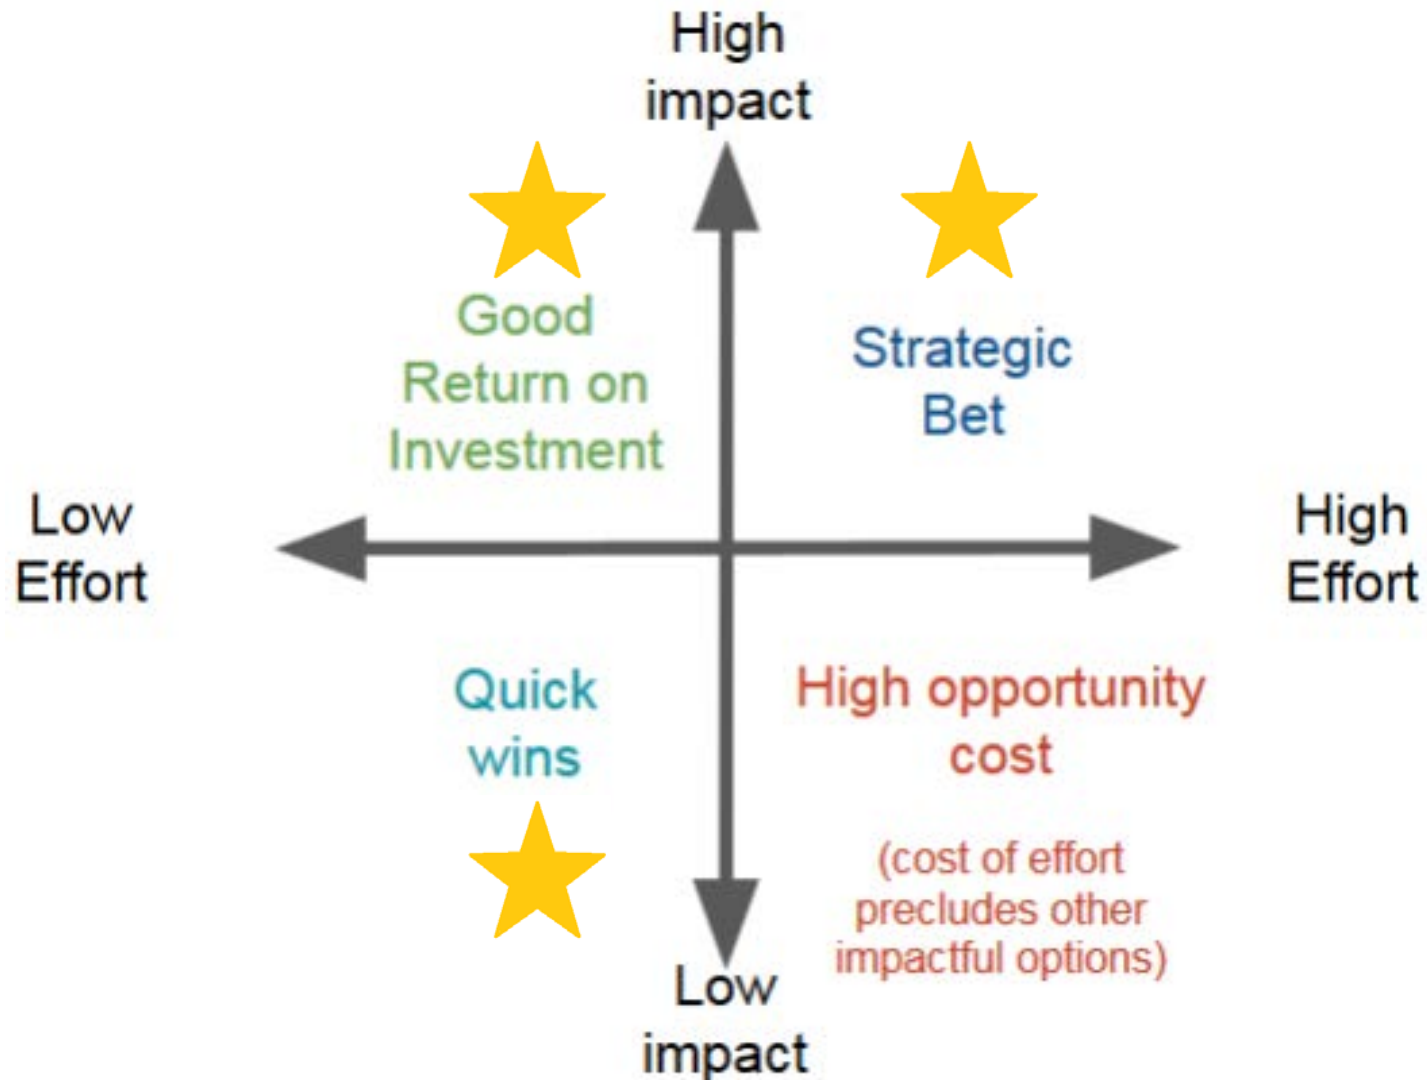 High
impact
Good
Return on
Investment
Strategic
Bet
Low
Effort
High
Effort
Quick
wins
High opportunity
cost
(cost of effort
precludes other
impactful options)
Low
impact